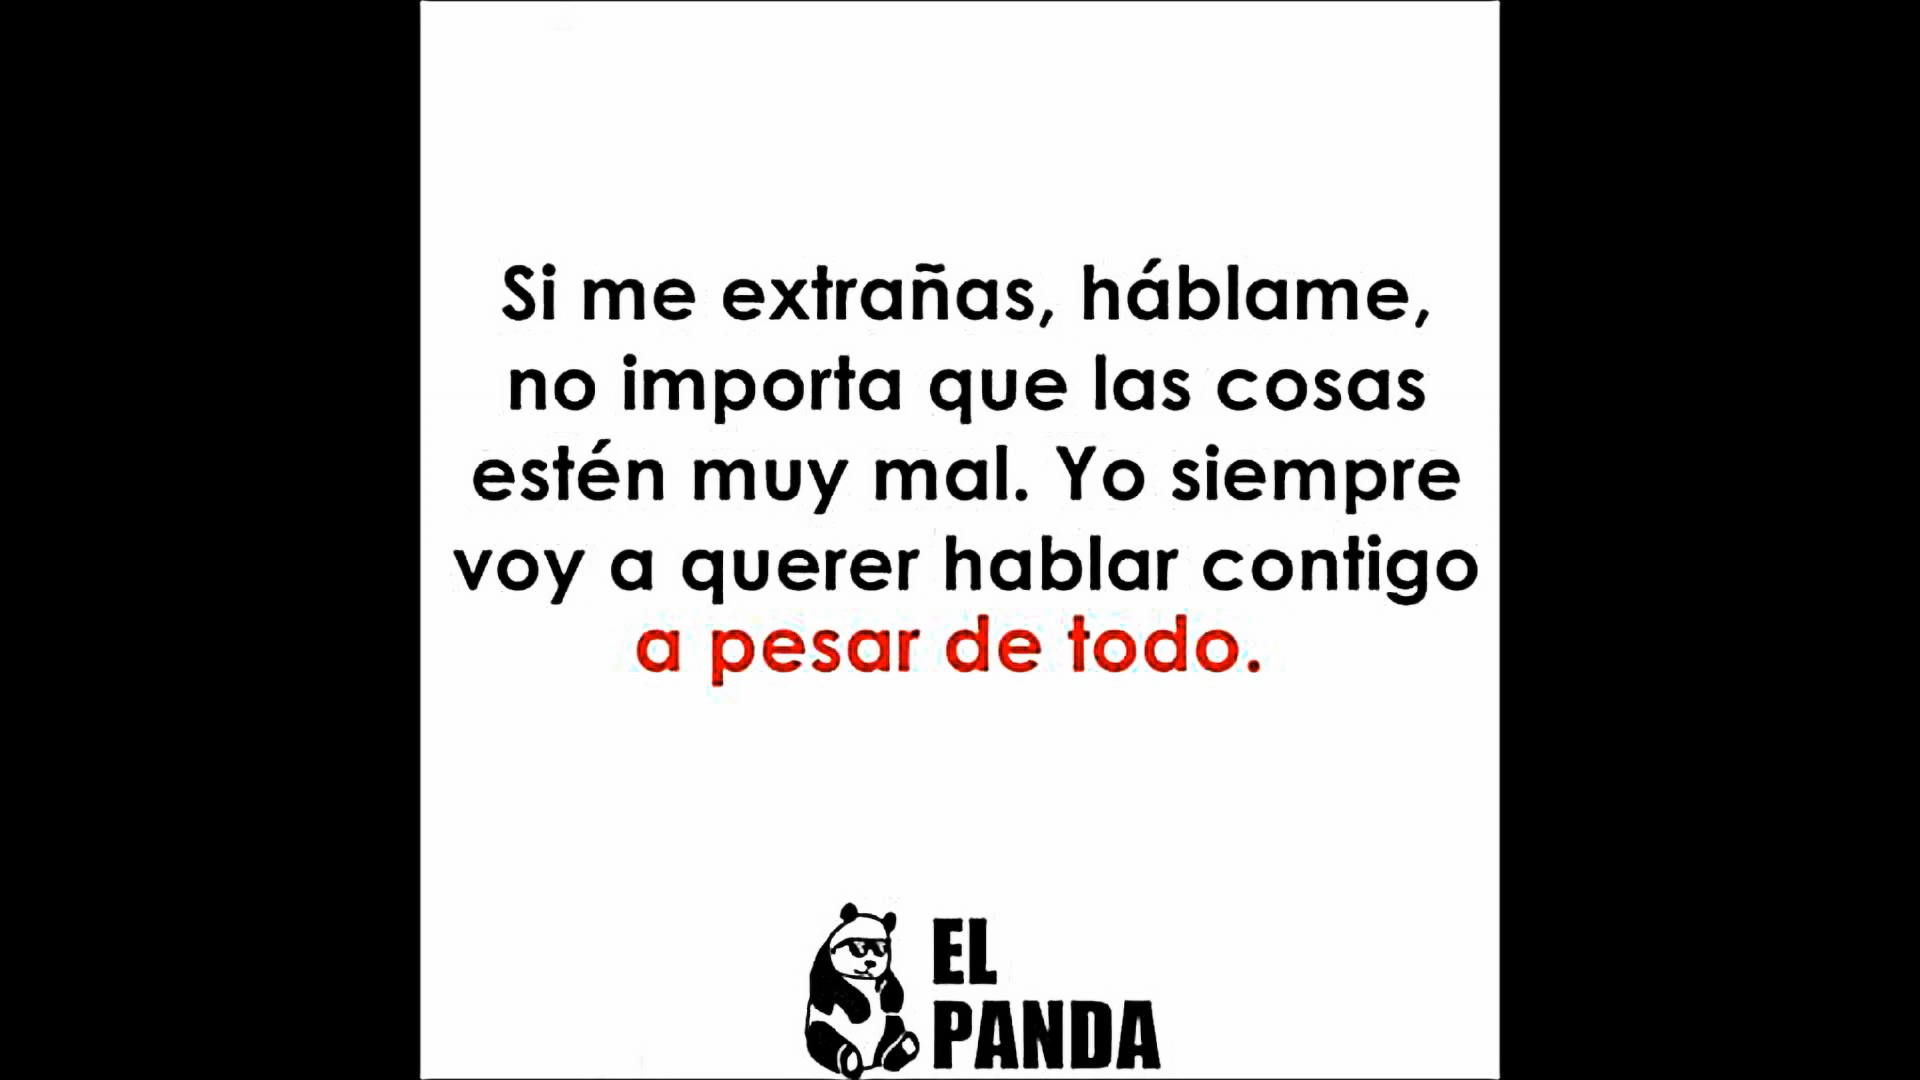 Si me extrañas, háblame,
no importa que las cosas
estén muy mal. Yo siempre
voy a querer hablar contigo
a pesar de todo.
EL
PANDA